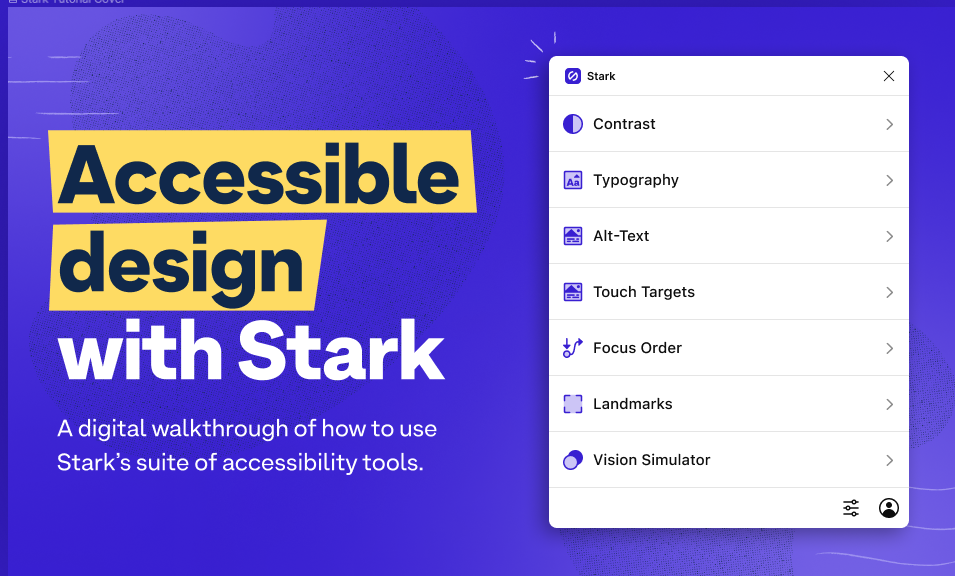 Stark Tutorial Cover
Accessible
design
with Stark
A digital walkthrough of how to use
Stark’s suite of accessibility tools.
Stark
Contrast
Aa
Typography
Alt-Text
Touch Targets
Focus Order
Landmarks
Vision Simulator